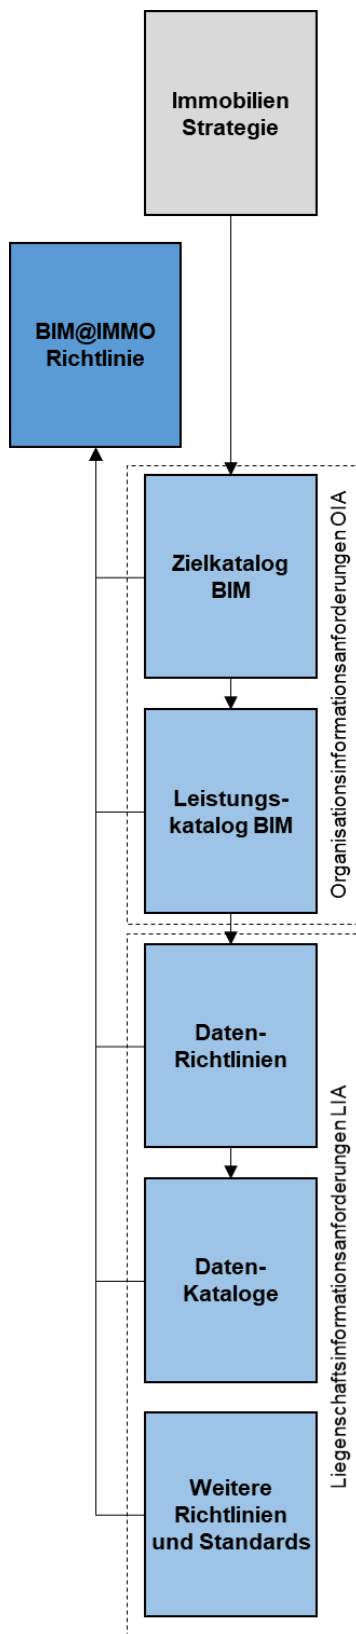 Immobilien
Strategie
BIM@IMMO
Richtlinie
Zielkatalog
BIM
Leistungs-
katalog BIM
Organisationsinformationsanforderungen OIA
Daten-
Richtlinien
Daten-
Kataloge
Weitere
Richtlinien
und Standards
Liegenschaftsinformationsanforderungen LIA